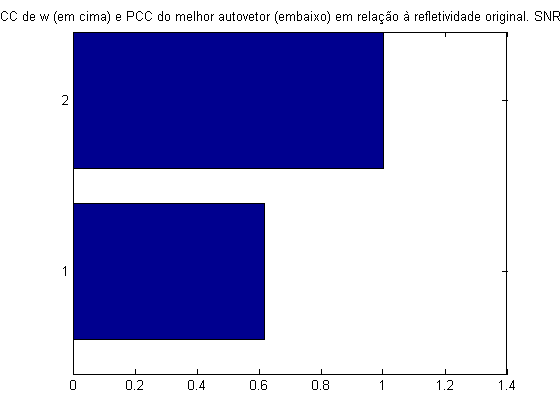 CC de w (em cima) e PCC do melhor autovetor (embaixo) em relação à refletividade original. SNR
2
1
0 0.2 0.4 0.6 0.8 1 1.2 1.4